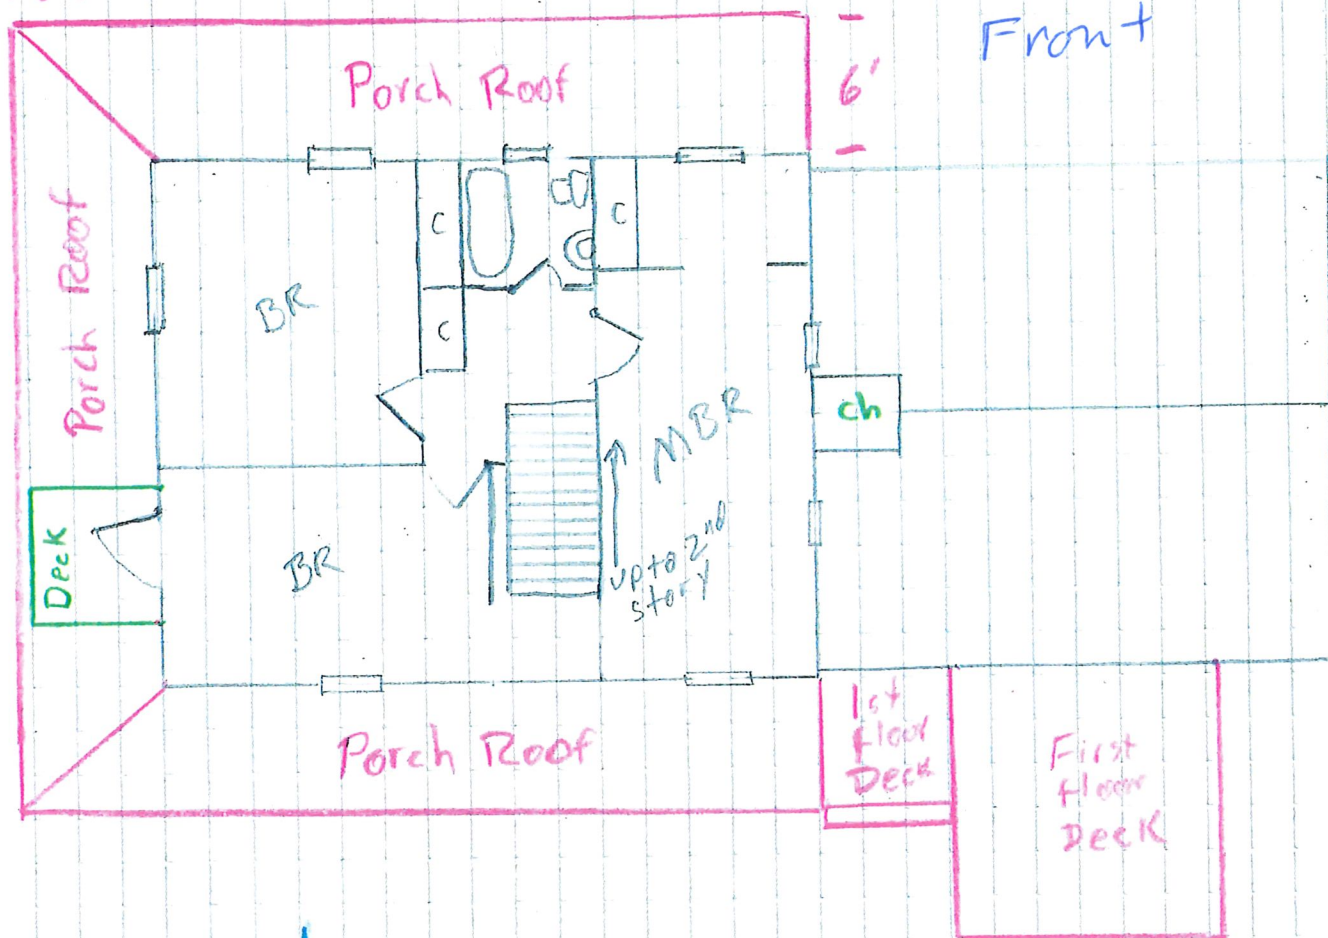 Front
Porch Roof
6'
Porch Roof
C
C
C
BR
MBR
ch
up to 2nd
story
BR
Deck
Porch Roof
1st
Floor
Deck
First
Floor
Deck